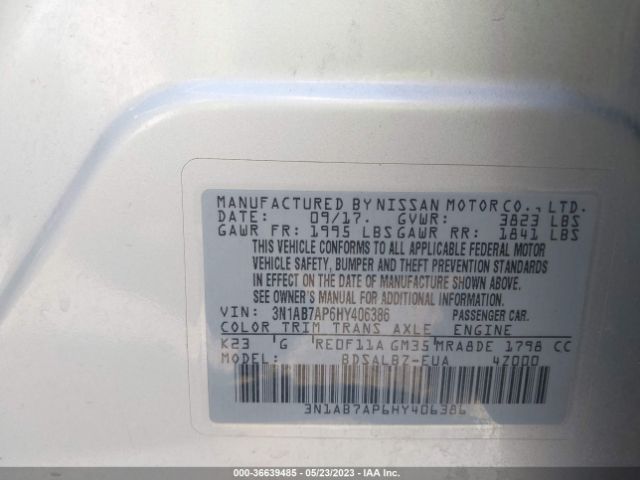 MANUFACTURED BY NISSAN MOTOR CO., LTD.
DATE: 09/17. GVWR: 3823 LBS
GAWR FR: 1995 LBS GAWR RR: 1841 LBS
THIS VEHICLE CONFORMS TO ALL APPLICABLE FEDERAL MOTOR
VEHICLE SAFETY, BUMPER AND THEFT PREVENTION STANDARDS
IN EFFECT ON THE DATE OF MANUFACTURE SHOWN ABOVE.
SEE OWNER'S MANUAL FOR ADDITIONAL INFORMATION.
VIN: 3N1AB7AP6HY406386 PASSENGER CAR.
COLOR TRIM TRANS AXLE ENGINE
K23 G RE0F11A GM35 MRA8DE 1798 CC
MODEL: BDSALBZ-EUA 4Z000
3N1AB7AP6HY406386
000-36639485 - 05/23/2023 - IAA Inc.